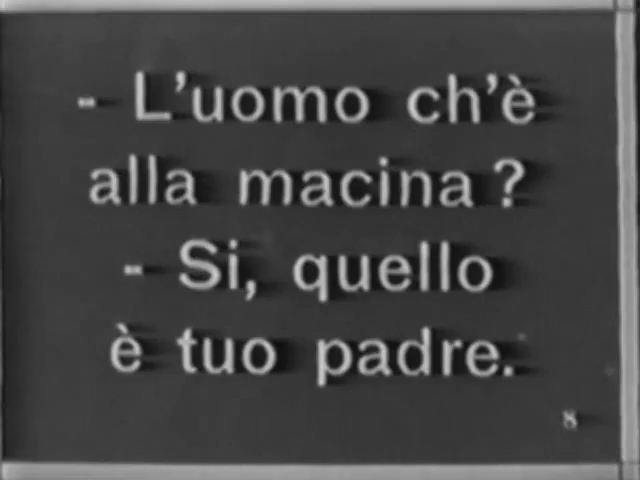 - L'uomo ch'è
alla macina ?
- Si, quello
è tuo padre.
8